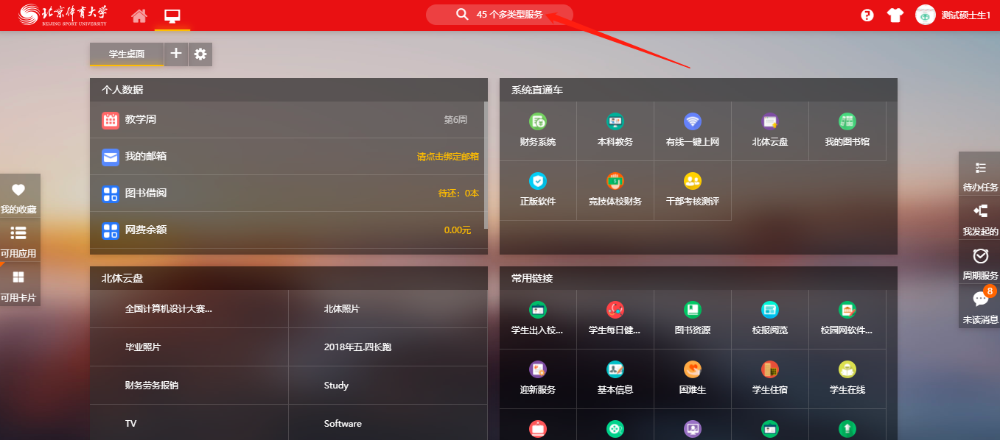 北京体育大学
BEIJING SPORT UNIVERSITY
45 个多类型服务
测试硕士生1
学生桌面
个人数据
教学周
第6周
我的邮箱
请点击绑定邮箱
图书借阅
待还：0本
网费余额
0.00元
系统直通车
财务系统
本科教务
有线一键上网
北体云盘
我的图书馆
正版软件
竞技体校财务
干部考核测评
我的收藏
可用应用
可用卡片
待办任务
我发起的
周期服务
8
未读消息
北体云盘
全国计算机设计大赛...
北体照片
毕业照片
2018年五.四长跑
财务劳务报销
Study
TV
Software
常用链接
学生出入校...
学生每日健...
图书资源
校报阅览
校园网软件...
迎新服务
基本信息
困难生
学生住宿
学生在线